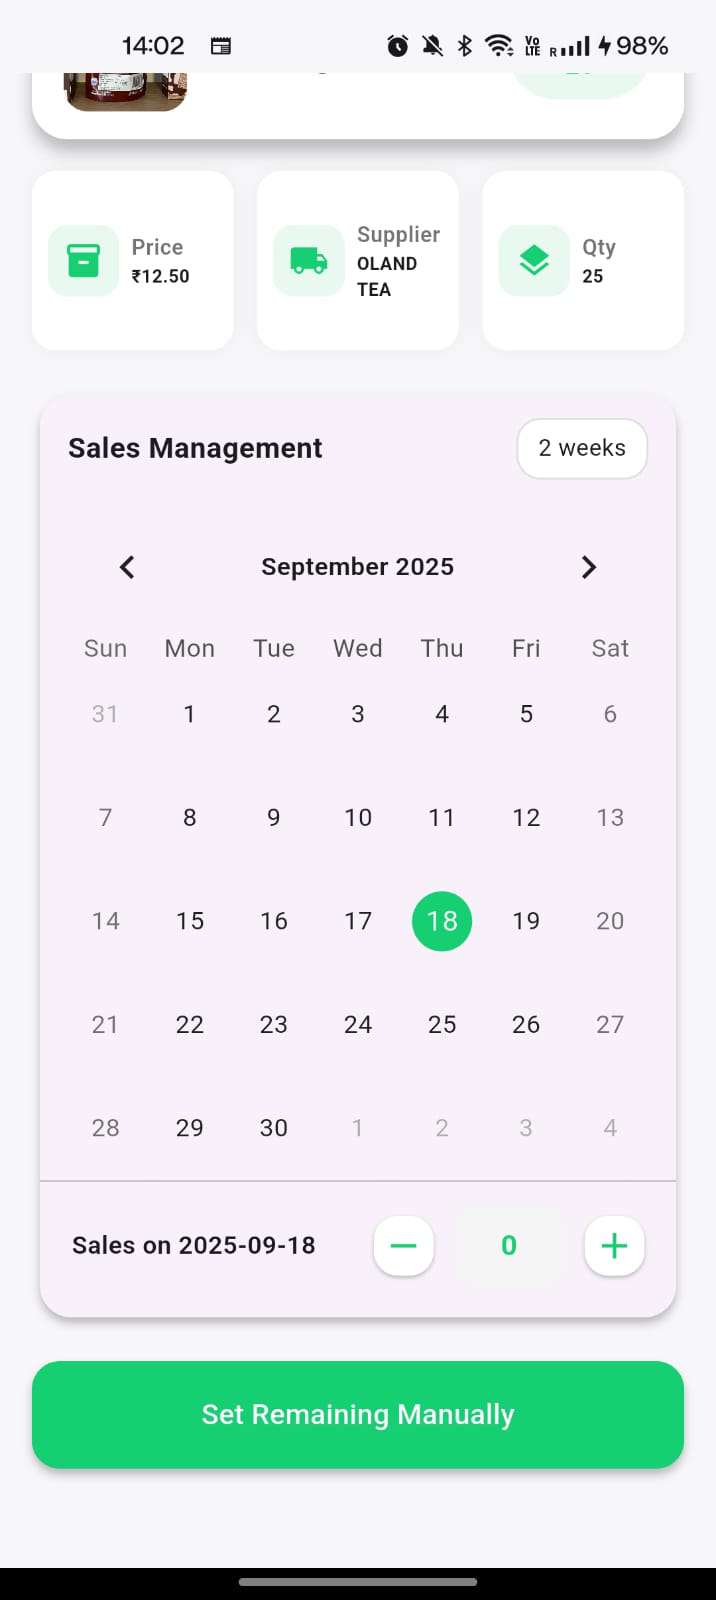 14:02 Vo LTE R 98%
Price
₹12.50
Supplier
OLAND
TEA
Qty
25
Sales Management
2 weeks
September 2025
Sun Mon Tue Wed Thu Fri Sat
31 1 2 3 4 5 6
7 8 9 10 11 12 13
14 15 16 17 18 19 20
21 22 23 24 25 26 27
28 29 30 1 2 3 4
Sales on 2025-09-18
0
Set Remaining Manually